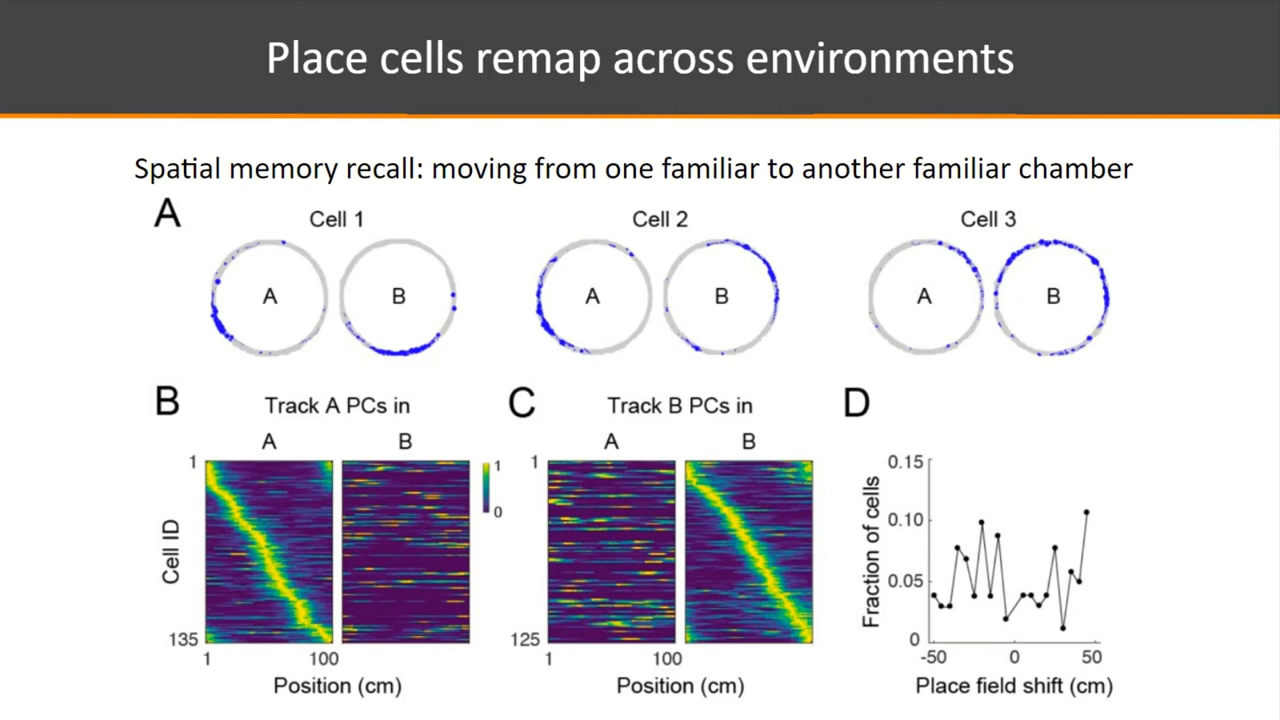 Place cells remap across environments
Spatial memory recall: moving from one familiar to another familiar chamber
A
Cell 1
Cell 2
Cell 3
A
B
A
B
A
B
B
Track A PCs in
A
B
1
135
Cell ID
1
100
Position (cm)
1
0
C
Track B PCs in
A
B
1
125
1
100
Position (cm)
D
0.15
0.10
0.05
0
Fraction of cells
-50
0
50
Place field shift (cm)